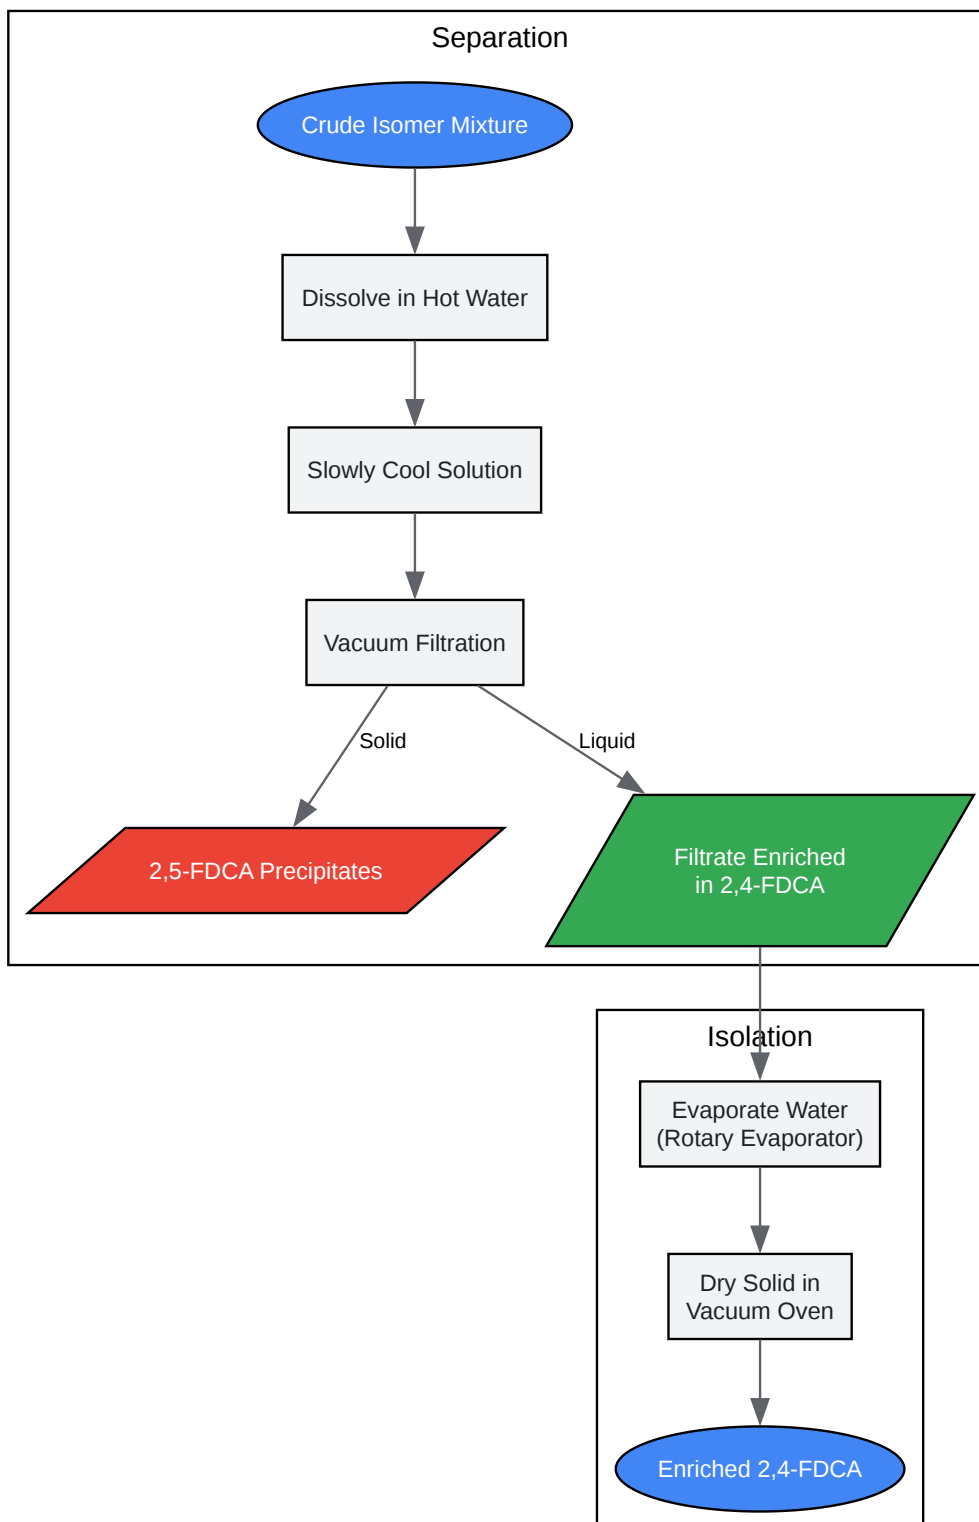 Separation
Crude Isomer Mixture
Dissolve in Hot Water
Slowly Cool Solution
Vacuum Filtration
Solid
Liquid
2,5-FDCA Precipitates
Filtrate Enriched
in 2,4-FDCA
Isolation
Evaporate Water
(Rotary Evaporator)
Dry Solid in
Vacuum Oven
Enriched 2,4-FDCA